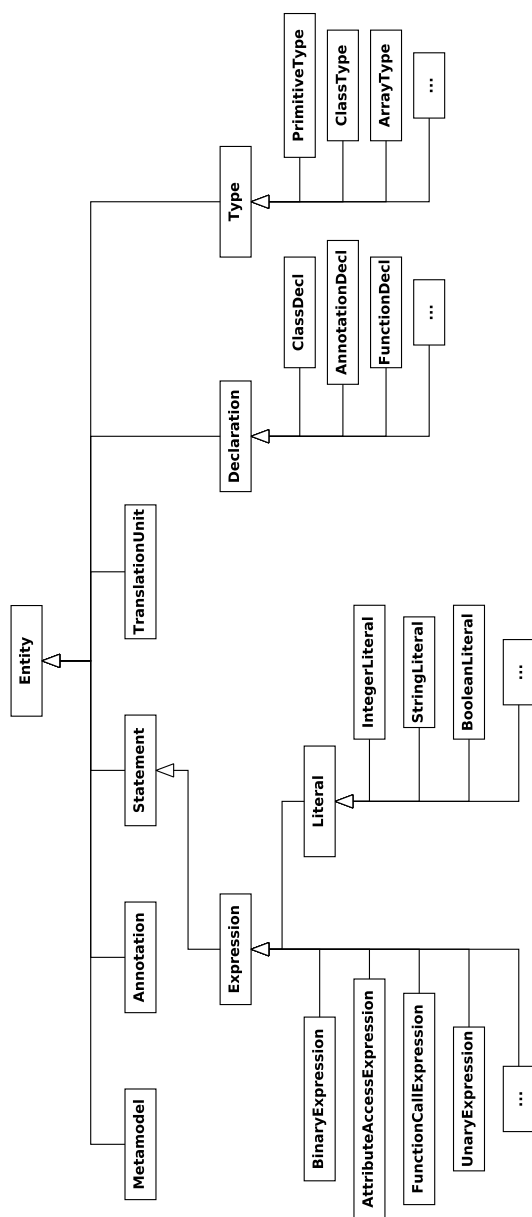 Entity
Metamodel
Annotation
Statement
TranslationUnit
Declaration
Type
Expression
Literal
BinaryExpression
AttributeAccessExpression
FunctionCallExpression
UnaryExpression
...
IntegerLiteral
StringLiteral
BooleanLiteral
...
ClassDecl
AnnotationDecl
FunctionDecl
...
PrimitiveType
ClassType
ArrayType
...